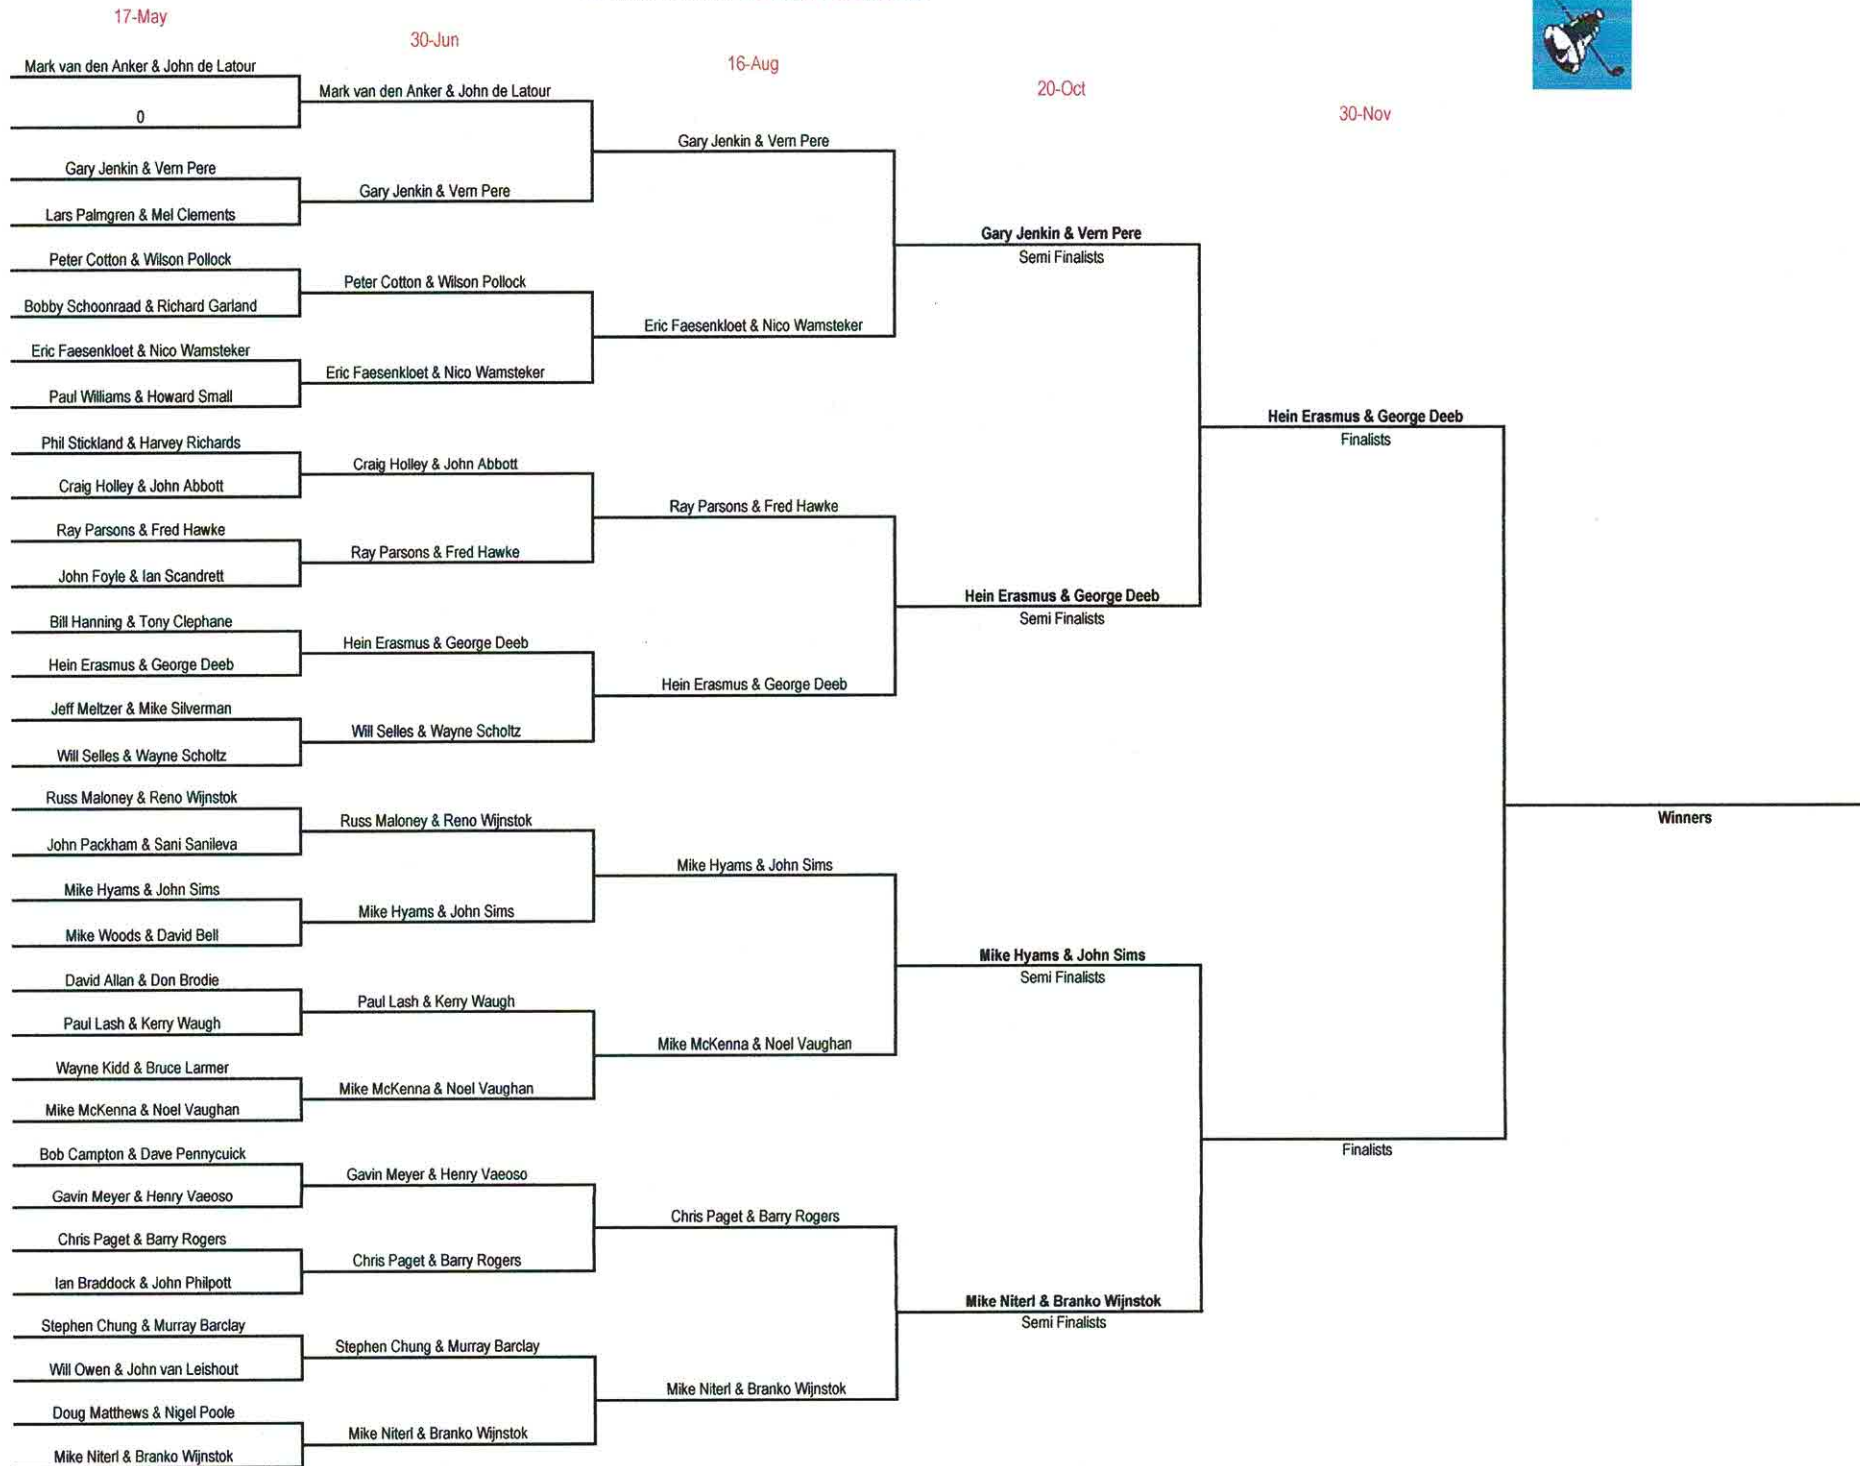 17-May
30-Jun
16-Aug
20-Oct
30-Nov
Mark van den Anker & John de Latour
0
Gary Jenkin & Vern Pere
Lars Palmgren & Mel Clements
Peter Cotton & Wilson Pollock
Bobby Schoonraad & Richard Garland
Eric Faesenkloet & Nico Wamsteker
Paul Williams & Howard Small
Phil Stickland & Harvey Richards
Craig Holley & John Abbott
Ray Parsons & Fred Hawke
John Foyle & Ian Scandrett
Bill Hanning & Tony Clephane
Hein Erasmus & George Deeb
Jeff Meltzer & Mike Silverman
Will Selles & Wayne Scholtz
Russ Maloney & Reno Wijnstok
John Packham & Sani Sanileva
Mike Hyams & John Sims
Mike Woods & David Bell
David Allan & Don Brodie
Paul Lash & Kerry Waugh
Wayne Kidd & Bruce Larmer
Mike McKenna & Noel Vaughan
Bob Campton & Dave Pennycuick
Gavin Meyer & Henry Vaeoso
Chris Paget & Barry Rogers
Ian Braddock & John Philpott
Stephen Chung & Murray Barclay
Will Owen & John van Leishout
Doug Matthews & Nigel Poole
Mike Niterl & Branko Wijnstok
Mark van den Anker & John de Latour
Gary Jenkin & Vern Pere
Peter Cotton & Wilson Pollock
Eric Faesenkloet & Nico Wamsteker
Craig Holley & John Abbott
Ray Parsons & Fred Hawke
Hein Erasmus & George Deeb
Will Selles & Wayne Scholtz
Russ Maloney & Reno Wijnstok
Mike Hyams & John Sims
Paul Lash & Kerry Waugh
Mike McKenna & Noel Vaughan
Gavin Meyer & Henry Vaeoso
Chris Paget & Barry Rogers
Stephen Chung & Murray Barclay
Mike Niterl & Branko Wijnstok
Gary Jenkin & Vern Pere
Eric Faesenkloet & Nico Wamsteker
Ray Parsons & Fred Hawke
Hein Erasmus & George Deeb
Mike Hyams & John Sims
Mike McKenna & Noel Vaughan
Chris Paget & Barry Rogers
Mike Niterl & Branko Wijnstok
Gary Jenkin & Vern Pere
Semi Finalists
Hein Erasmus & George Deeb
Semi Finalists
Mike Hyams & John Sims
Semi Finalists
Mike Niterl & Branko Wijnstok
Semi Finalists
Hein Erasmus & George Deeb
Finalists
Finalists
Winners